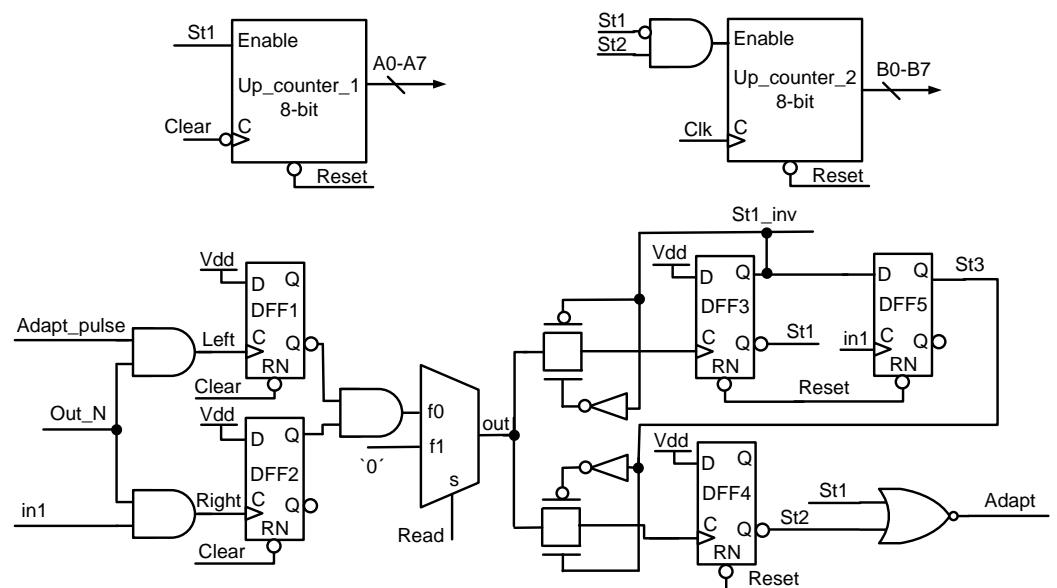 St1
Enable
Up_counter_1
8-bit
A0-A7
Clear
C
Reset
St1
St2
Enable
Up_counter_2
8-bit
B0-B7
Clk
C
Reset
Vdd
D
Q
DFF1
Adapt_pulse
Left
C
Q
RN
Clear
Vdd
Out_N
D
Q
DFF2
in1
Right
C
Q
RN
Clear
f0
f1
`0´
s
Read
out
St1_inv
Vdd
D
Q
DFF3
C
Q
St1
RN
Reset
D
Q
St3
DFF5
in1
C
Q
RN
Vdd
D
Q
DFF4
C
Q
St2
RN
Reset
St1
Adapt